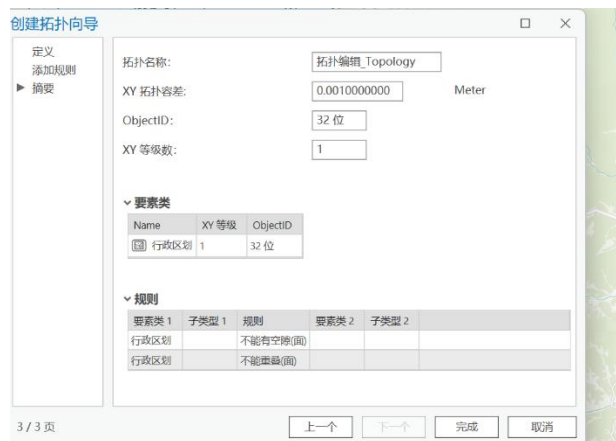 创建拓扑向导
定义
添加规则
摘要
拓扑名称: 拓扑编辑_Topology
XY 拓扑容差: 0.0010000000 Meter
ObjectID: 32 位
XY 等级数: 1
要素类
Name XY 等级 ObjectID
行政区划 1 32 位
规则
要素类 1 子类型 1 规则 要素类 2 子类型 2
行政区划 不能有空隙(面)
行政区划 不能重叠(面)
3 / 3 页 上一个 下一个 完成 取消